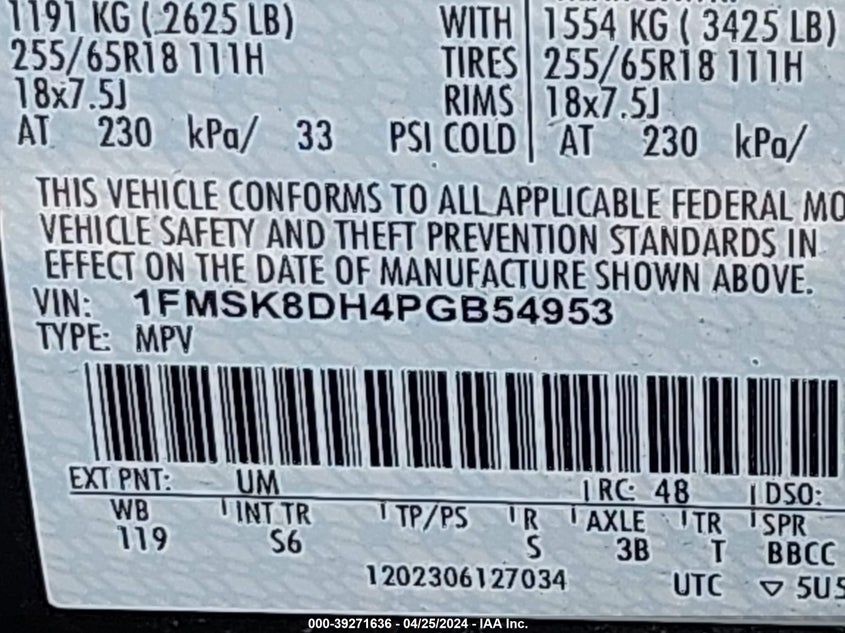 1191 KG ( 2625 LB) WITH 1554 KG ( 3425 LB)
255/65R18 111H TIRES 255/65R18 111H
18x7.5J RIMS 18x7.5J
AT 230 kPa/ 33 PSI COLD AT 230 kPa/
THIS VEHICLE CONFORMS TO ALL APPLICABLE FEDERAL MO
VEHICLE SAFETY AND THEFT PREVENTION STANDARDS IN
EFFECT ON THE DATE OF MANUFACTURE SHOWN ABOVE.
VIN: 1FMSK8DH4PGB54953
TYPE: MPV
EXT PNT: UM RC: 48 DSO:
WB INT TR TP/PS R AXLE TR SPR
119 S6 S 3B T BBCC
1202306127034 UTC ▽ 5U5
000-39271636 - 04/25/2024 - IAA Inc.